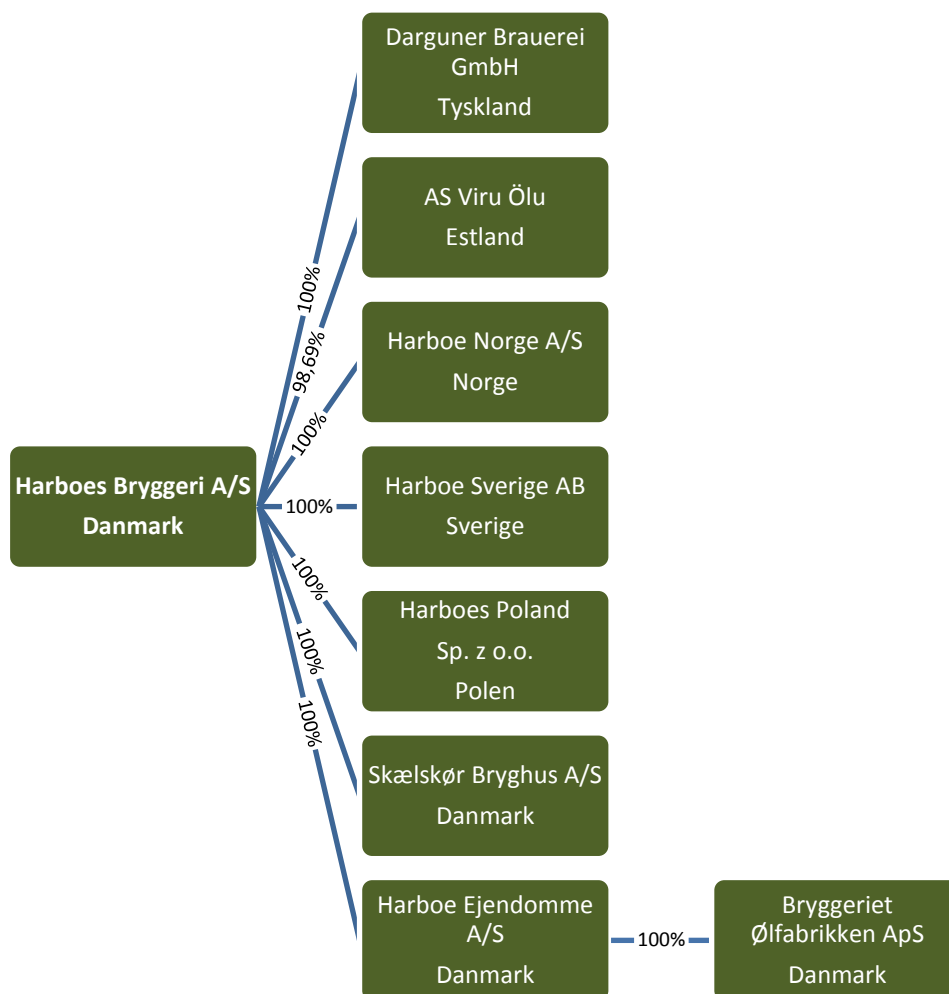 Darguner Brauerei
GmbH
Tyskland
100%
AS Viru Ölu
Estland
98,69%
Harboe Norge A/S
Norge
100%
Harboes Bryggeri A/S
Danmark
100%
Harboe Sverige AB
Sverige
100%
Harboes Poland
Sp. z o.o.
Polen
100%
Skælskør Bryghus A/S
Danmark
100%
Harboe Ejendomme
A/S
Danmark
100%
Bryggeriet
Ølfabrikken ApS
Danmark